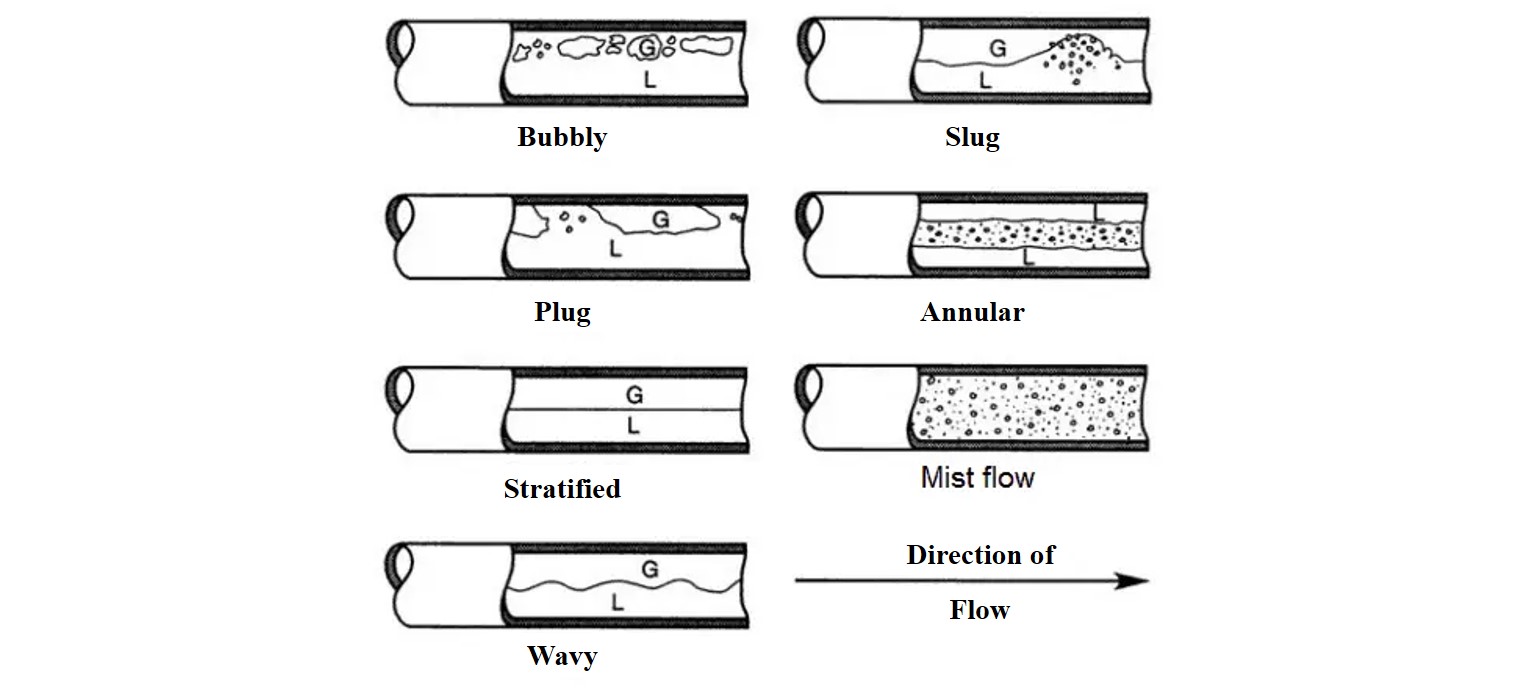 G
L
Bubbly
G
L
Slug
G
L
Plug
L
L
Annular
G
L
Stratified
Mist flow
G
L
Wavy
Direction of
Flow